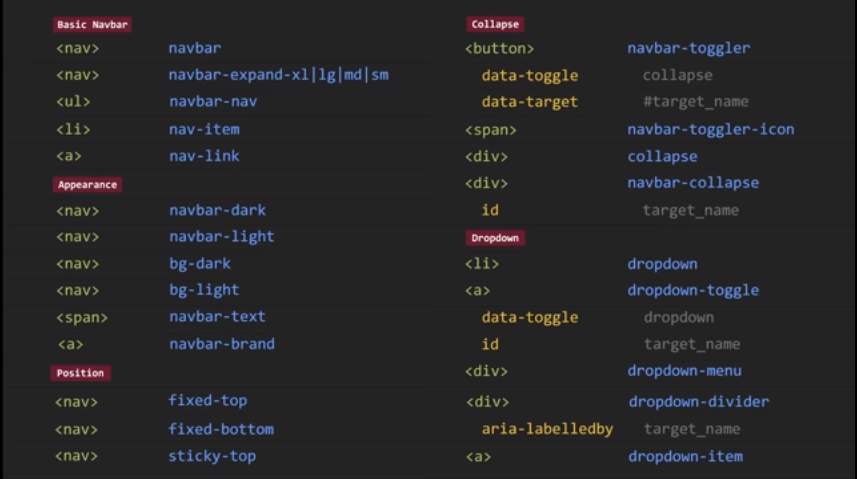 Basic Navbar
<nav> navbar
<nav> navbar-expand-xl|lg|md|sm
<ul> navbar-nav
<li> nav-item
<a> nav-link
Appearance
<nav> navbar-dark
<nav> navbar-light
<nav> bg-dark
<nav> bg-light
<span> navbar-text
<a> navbar-brand
Position
<nav> fixed-top
<nav> fixed-bottom
<nav> sticky-top
Collapse
<button> navbar-toggler
data-toggle collapse
data-target #target_name
<span> navbar-toggler-icon
<div> collapse
<div> navbar-collapse
id target_name
Dropdown
<li> dropdown
<a> dropdown-toggle
data-toggle dropdown
id target_name
<div> dropdown-menu
<div> dropdown-divider
aria-labelledby target_name
<a> dropdown-item